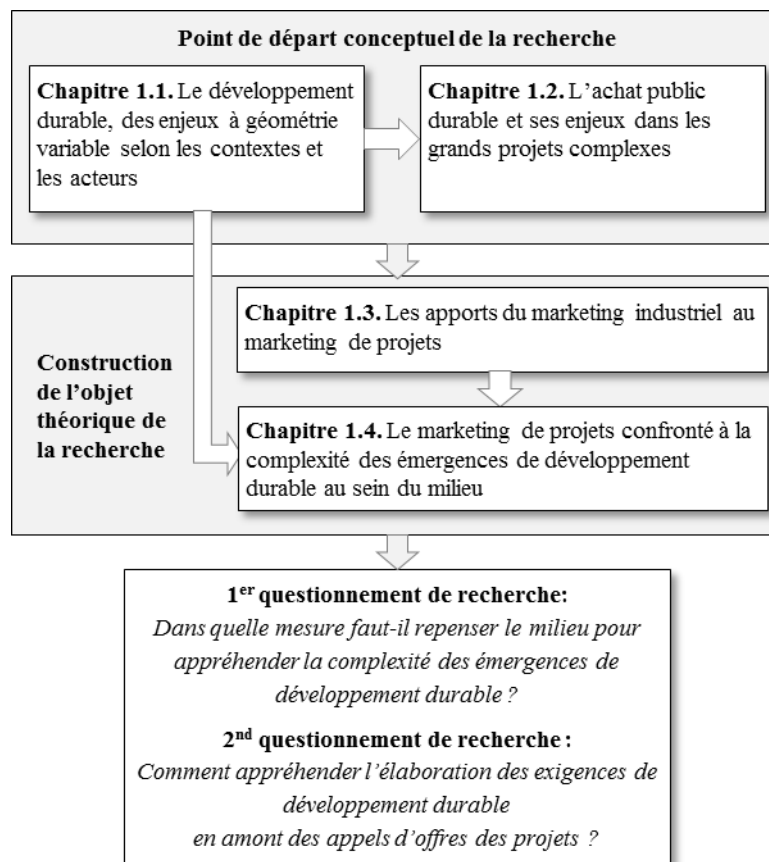 Point de départ conceptuel de la recherche
Chapitre 1.1. Le développement
durable, des enjeux à géométrie
variable selon les contextes et
les acteurs
Chapitre 1.2. L'achat public
durable et ses enjeux dans les
grands projets complexes
Construction
de l'objet
théorique de
la recherche
Chapitre 1.3. Les apports du marketing industriel au
marketing de projets
Chapitre 1.4. Le marketing de projets confronté à la
complexité des émergences de développement
durable au sein du milieu
1er questionnement de recherche:
Dans quelle mesure faut-il repenser le milieu pour
appréhender la complexité des émergences de
développement durable ?
2nd questionnement de recherche :
Comment appréhender l'élaboration des exigences de
développement durable
en amont des appels d'offres des projets ?